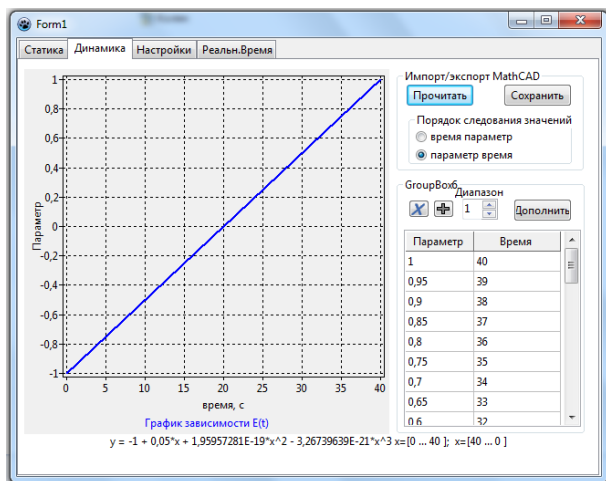 Form1
Статика Динамика Настройки Реальн.Время
1
0,8
0,6
0,4
0,2
0
-0,2
-0,4
-0,6
-0,8
-1
Параметр
0 5 10 15 20 25 30 35 40
время, с
График зависимости E(t)
Импорт/экспорт MathCAD
Прочитать Сохранить
Порядок следования значений
время параметр
параметр время
GroupBox6
Диапазон
1 Дополнить
Параметр Время
1 40
0,95 39
0,9 38
0,85 37
0,8 36
0,75 35
0,7 34
0,65 33
0,6 32
y = -1 + 0,05*x + 1,95957281E-19*x^2 - 3,26739639E-21*x^3 x=[0 ... 40 ]; x=[40 ... 0 ]